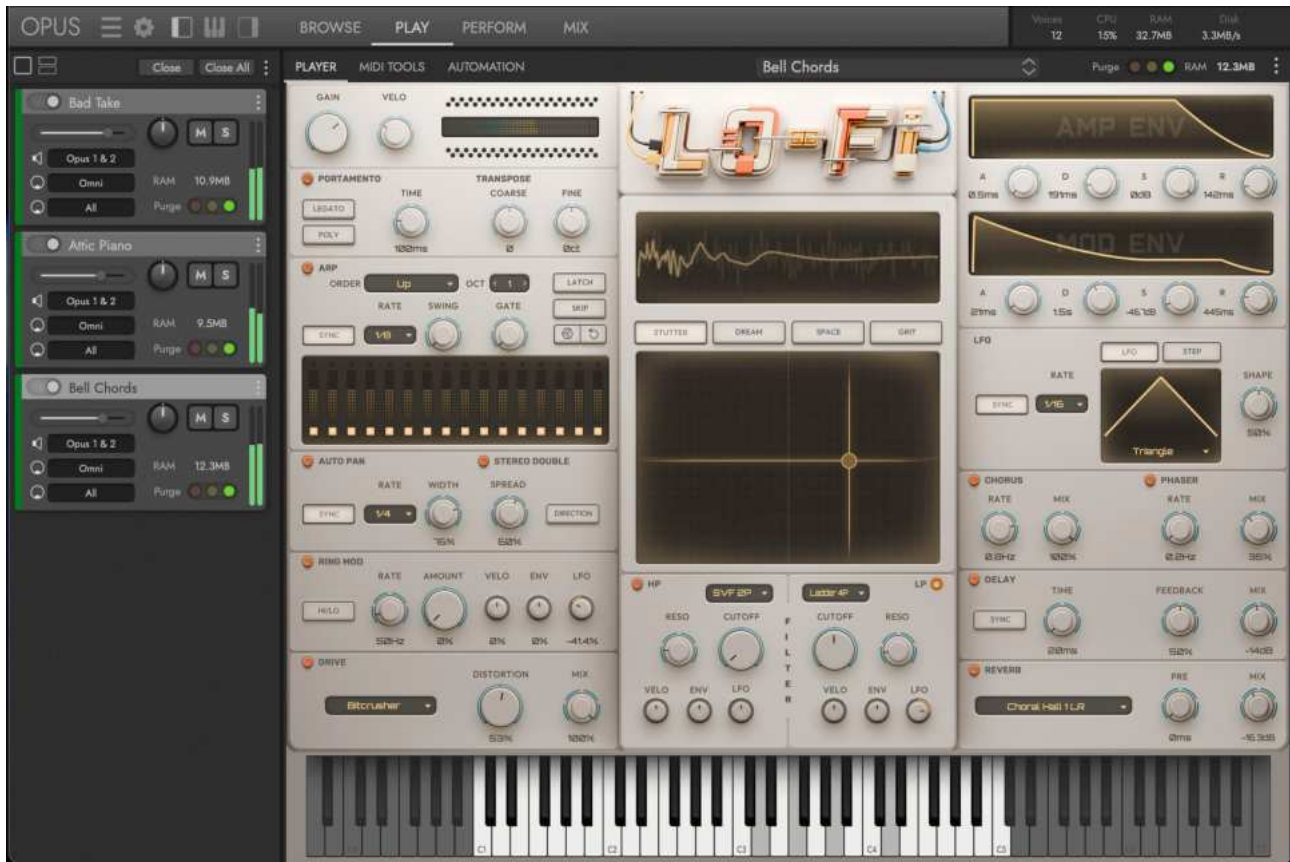 OPUS BROWSE PLAY PERFORM MIX
Voices CPU RAM Disk
12 15% 32.7MB 3.3MB/s
Close Close All
PLAYER MIDI TOOLS AUTOMATION Bell Chords Purge RAM 12.3MB
Bad Take
M S
Opus 1 & 2
Omni RAM 10.9MB
All Purge
Attic Piano
M S
Opus 1 & 2
Omni RAM 9.5MB
All Purge
Bell Chords
M S
Opus 1 & 2
Omni RAM 12.3MB
All Purge
GAIN VELO
PORTAMENTO TRANSPOSE
TIME COARSE FINE
LEGATO
POLY
100ms 0 0ct
ARP
ORDER Up OCT 1 LATCH
RATE SWING GATE SKIP
SYNC 1/8
AUTO PAN STEREO DOUBLE
RATE WIDTH SPREAD
SYNC 1/4 DIRECTION
75% 60%
RING MOD
RATE AMOUNT VELO ENV LFO
HI/LO
50Hz 0% 0% 0% -41.4%
DRIVE
DISTORTION MIX
Bitcrusher
53% 100%
LO-FI
STUTTER DREAM SPACE GRIT
HP SVF 2P Ladder 4P LP
RESO CUTOFF CUTOFF RESO
FILTER
VELO ENV LFO VELO ENV LFO
AMP ENV
A D S R
0.5ms 191ms 0dB 142ms
MOD ENV
A D S R
21ms 1.5s 445ms
LFO
LFO STEP
RATE SHAPE
SYNC 1/16
50%
Triangle
CHORUS PHASER
RATE MIX RATE MIX
0.8Hz 100% 0.2Hz 35%
DELAY
TIME FEEDBACK MIX
SYNC
20ms 50% -14dB
REVERB
PRE MIX
Choral Hall 1 LR
0ms -16.3dB
C1 C2 C3 C4 C5